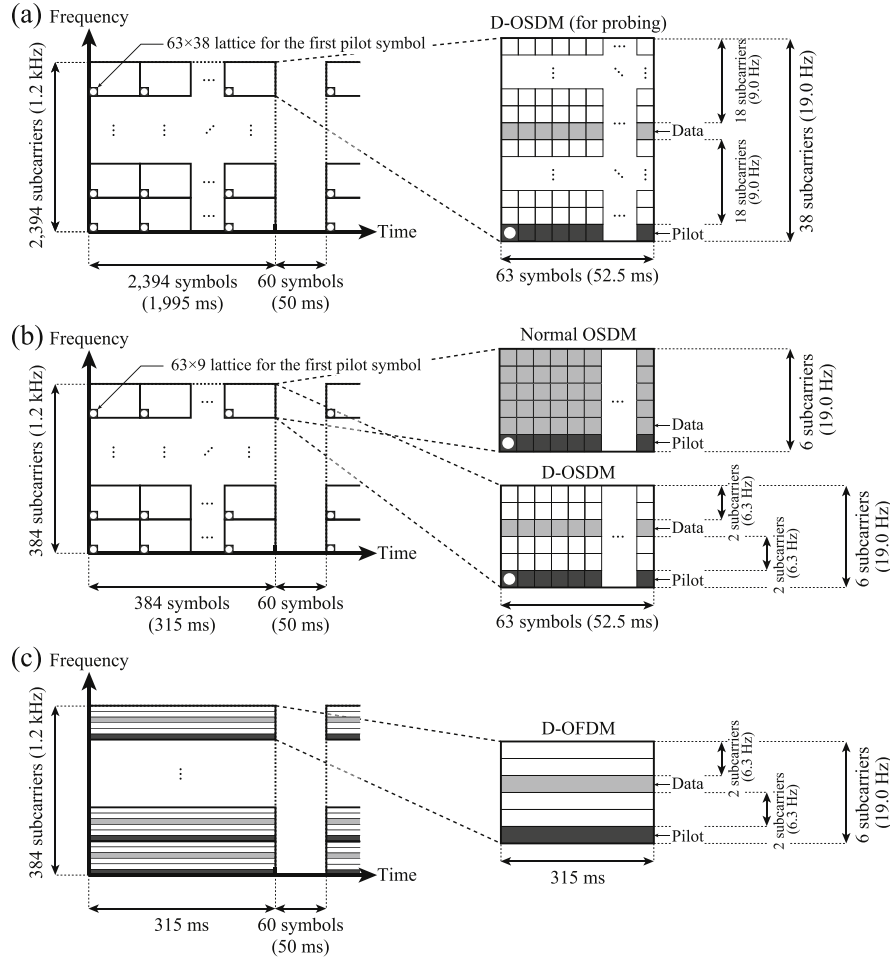 (a)
Frequency
63×38 lattice for the first pilot symbol
2,394 subcarriers (1.2 kHz)
...
Time
2,394 symbols
(1,995 ms)
60 symbols
(50 ms)
D-OSDM (for probing)
18 subcarriers
(9.0 Hz)
Data
18 subcarriers
(9.0 Hz)
Pilot
38 subcarriers (19.0 Hz)
63 symbols (52.5 ms)
(b)
Frequency
63×9 lattice for the first pilot symbol
384 subcarriers (1.2 kHz)
Time
384 symbols
(315 ms)
60 symbols
(50 ms)
Normal OSDM
Data
Pilot
6 subcarriers
(19.0 Hz)
D-OSDM
2 subcarriers
(6.3 Hz)
Data
2 subcarriers
(6.3 Hz)
Pilot
6 subcarriers
(19.0 Hz)
63 symbols (52.5 ms)
(c)
Frequency
384 subcarriers (1.2 kHz)
Time
315 ms
60 symbols
(50 ms)
D-OFDM
2 subcarriers
(6.3 Hz)
Data
2 subcarriers
(6.3 Hz)
Pilot
6 subcarriers
(19.0 Hz)
315 ms